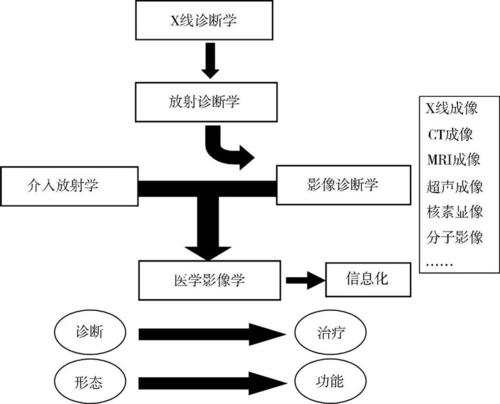 X线诊断学
放射诊断学
介入放射学
影像诊断学
医学影像学
信息化
X线成像
CT成像
MRI成像
超声成像
核素显像
分子影像
……
诊断
治疗
形态
功能